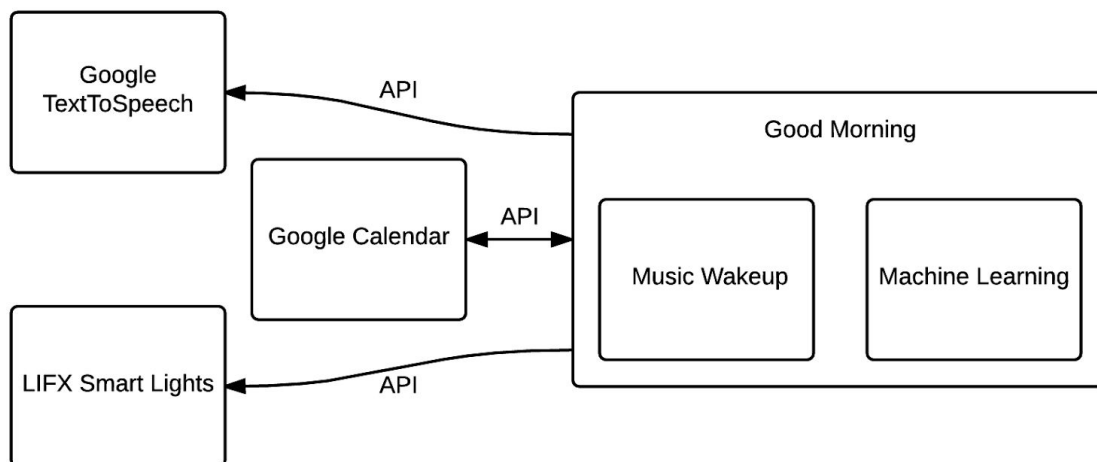 Google
TextToSpeech
API
Good Morning
Google Calendar
API
Music Wakeup
Machine Learning
LIFX Smart Lights
API